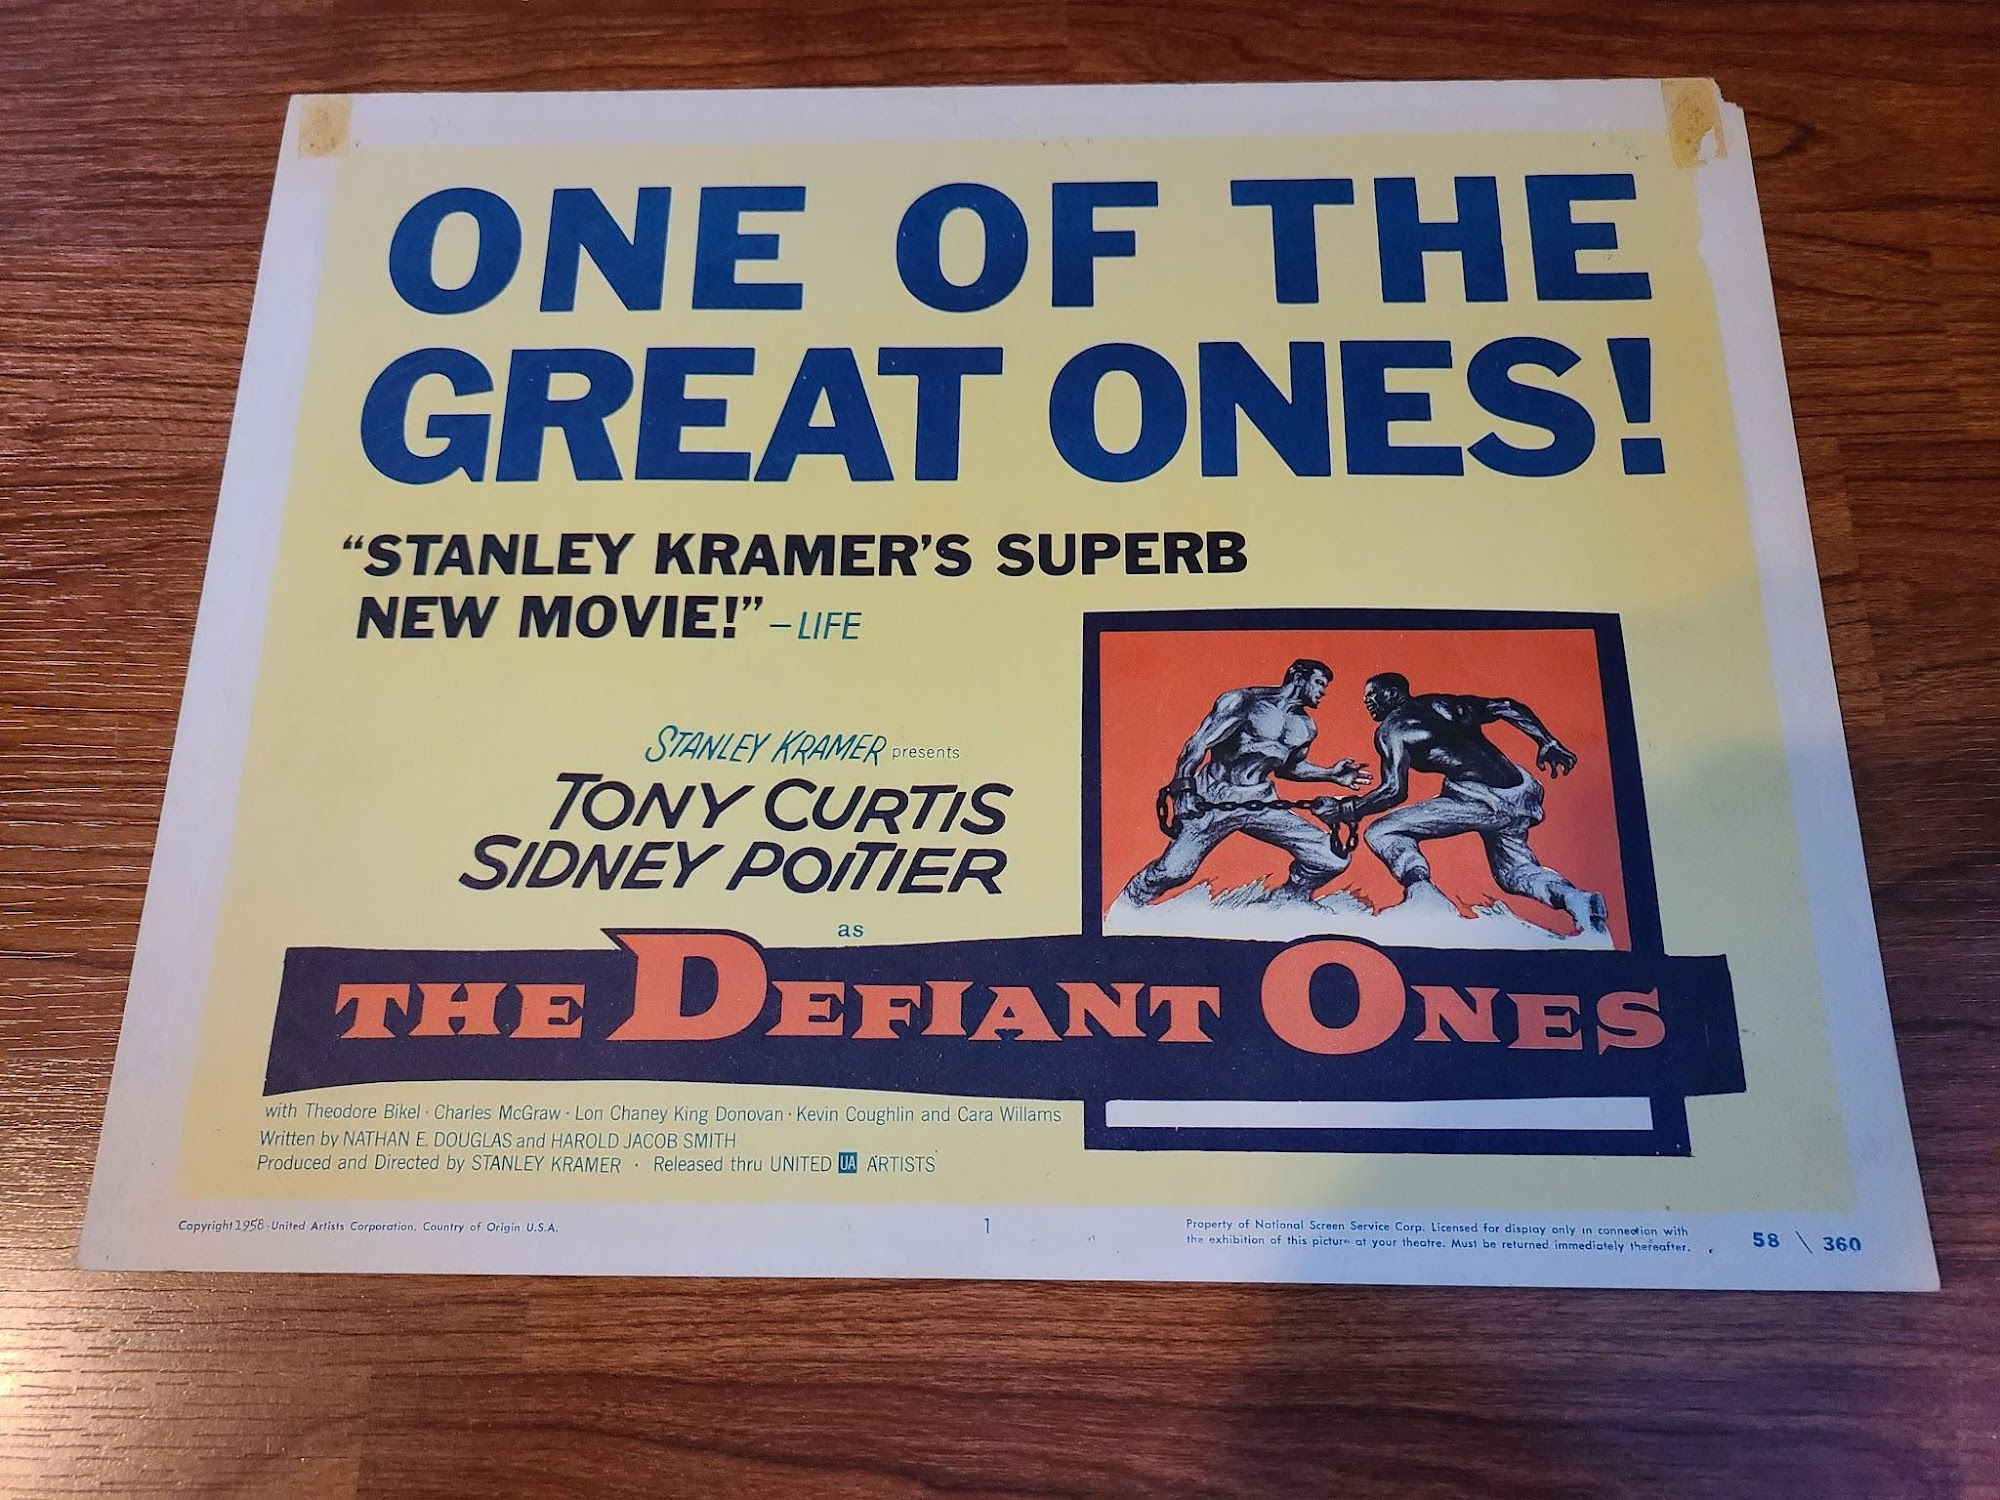 ONE OF THE
GREAT ONES!
“STANLEY KRAMER’S SUPERB
NEW MOVIE!” – LIFE
STANLEY KRAMER presents
TONY CURTIS
SIDNEY POITIER
as
THE DEFIANT ONES
with Theodore Bikel · Charles McGraw · Lon Chaney King Donovan · Kevin Coughlin and Cara Willams
Written by NATHAN E. DOUGLAS and HAROLD JACOB SMITH
Produced and Directed by STANLEY KRAMER · Released thru UNITED UA ARTISTS
Copyright 1958 - United Artists Corporation. Country of Origin U.S.A.
1
Property of National Screen Service Corp. Licensed for display only in connection with
the exhibition of this picture at your theatre. Must be returned immediately thereafter.
58 \ 360